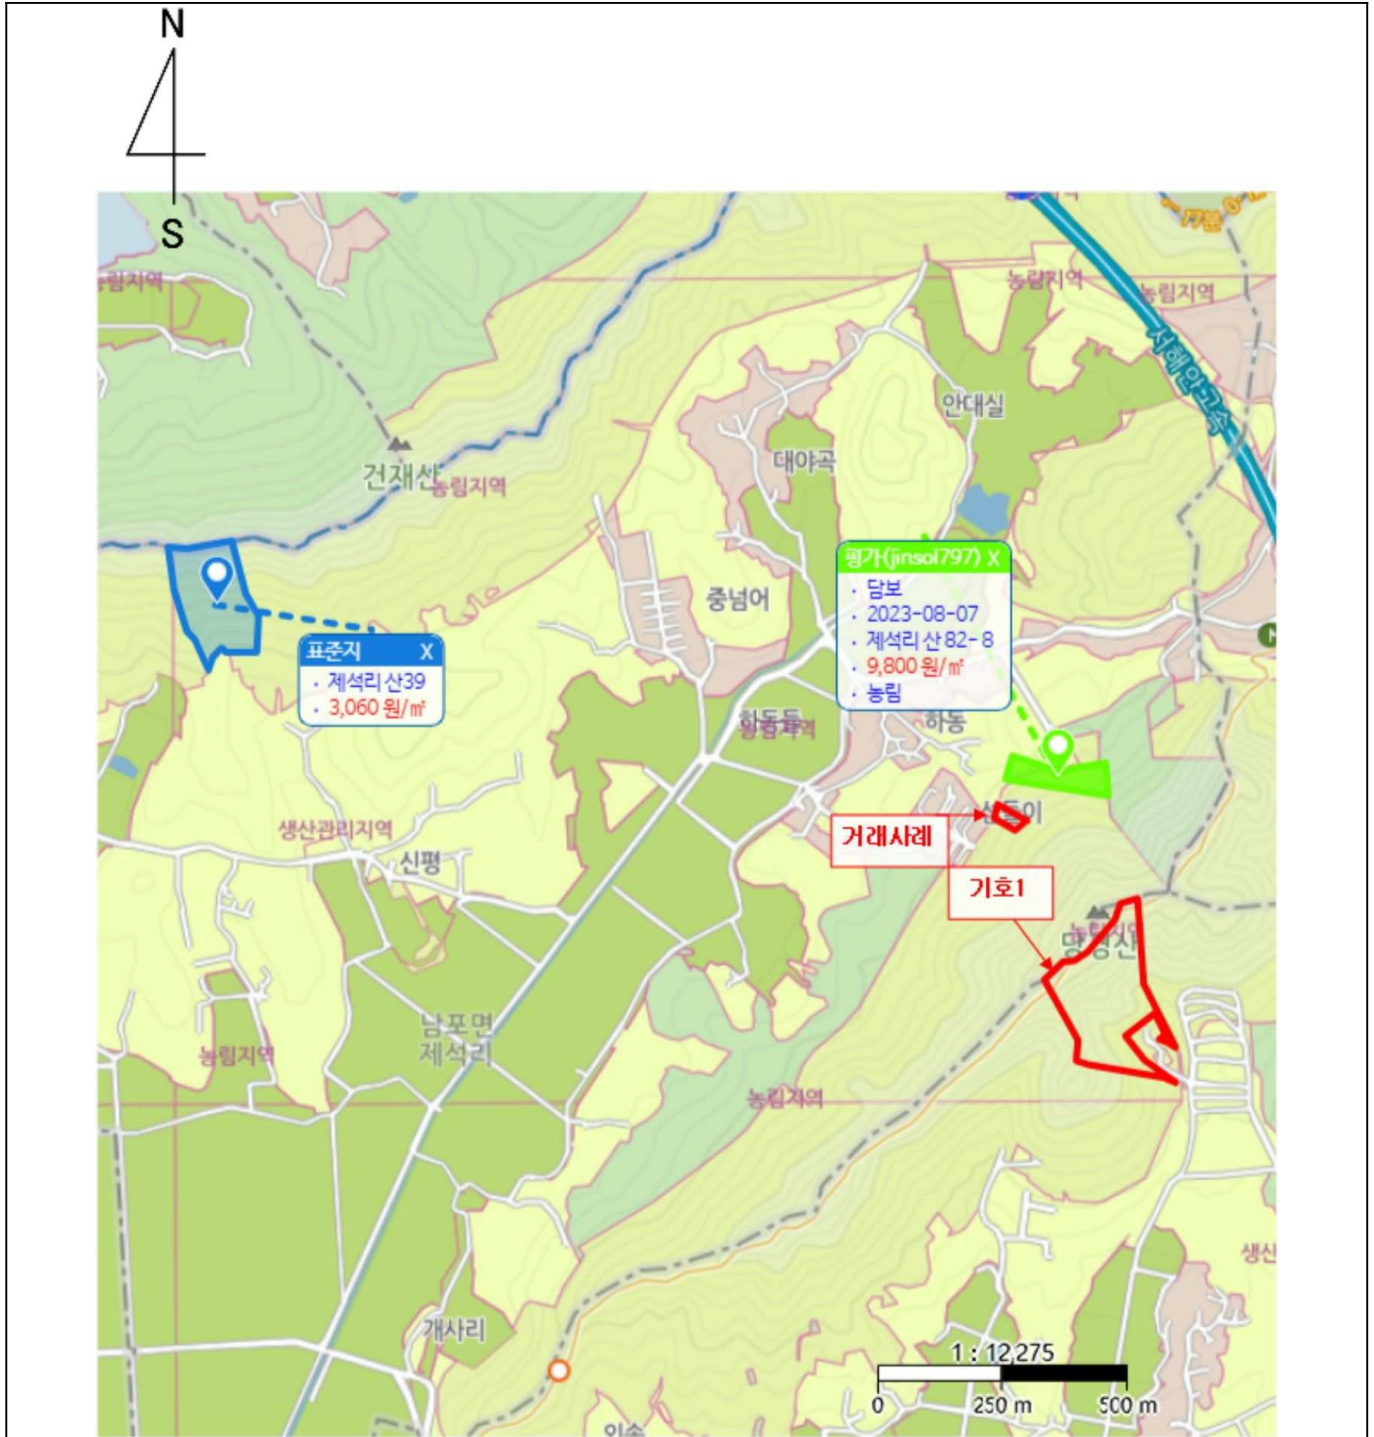 N
S
농림지역
농림지역
농림지역
서해안고속
안대실
대야곡
건재산
농림지역
중넘어
평가(jinsol797) X
· 담보
· 2023-08-07
· 제석리 산 82-8
· 9,800 원/㎡
· 농림
표준지 X
· 제석리 산39
· 3,060 원/㎡
하동
생산관리지역
신평
거래사례
기호1
남포면
제석리
농림지역
농림지역
개사리
생산
1 : 12275
0 250 m 500 m